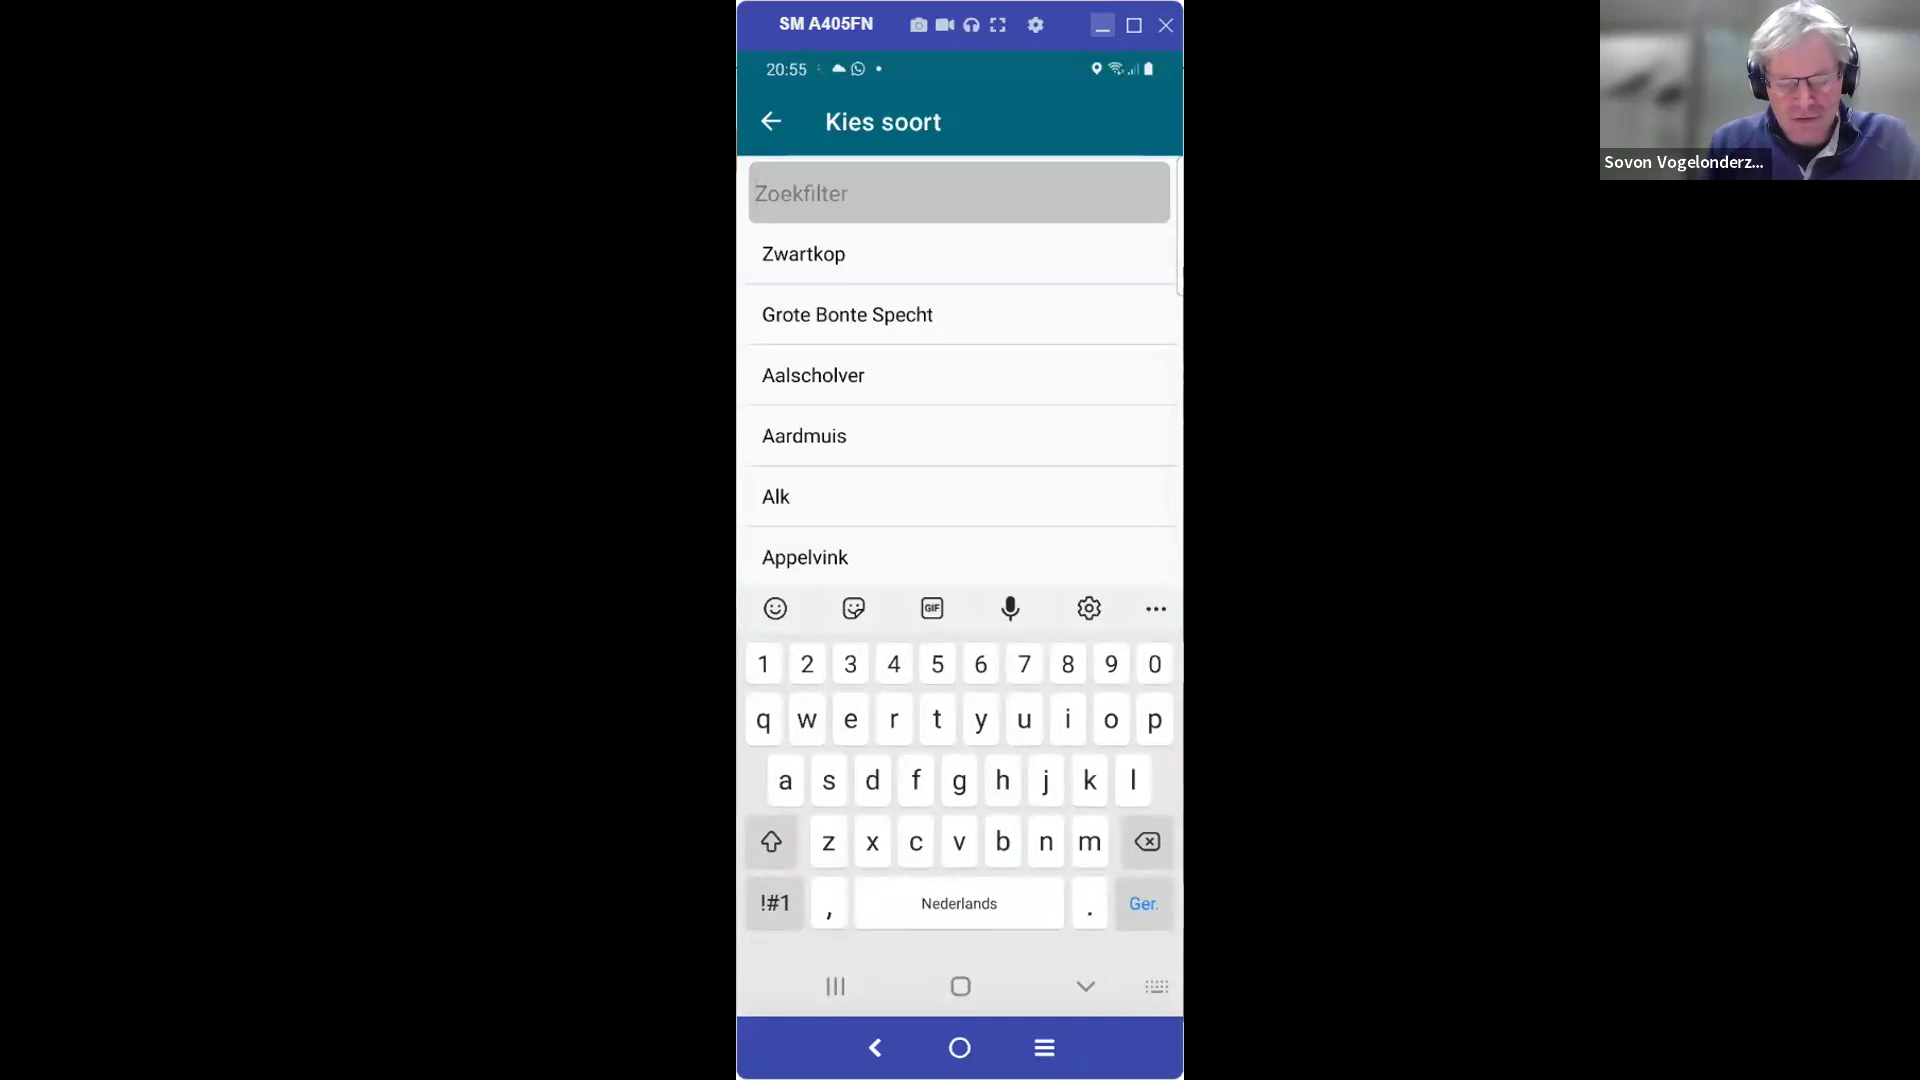 SM A405FN
20:55
Kies soort
Zoekfilter
Zwartkop
Grote Bonte Specht
Aalscholver
Aardmuis
Alk
Appelvink
GIF
1 2 3 4 5 6 7 8 9 0
q w e r t y u i o p
a s d f g h j k l
z x c v b n m
!#1 , Nederlands . Ger.
Sovon Vogelonderz...